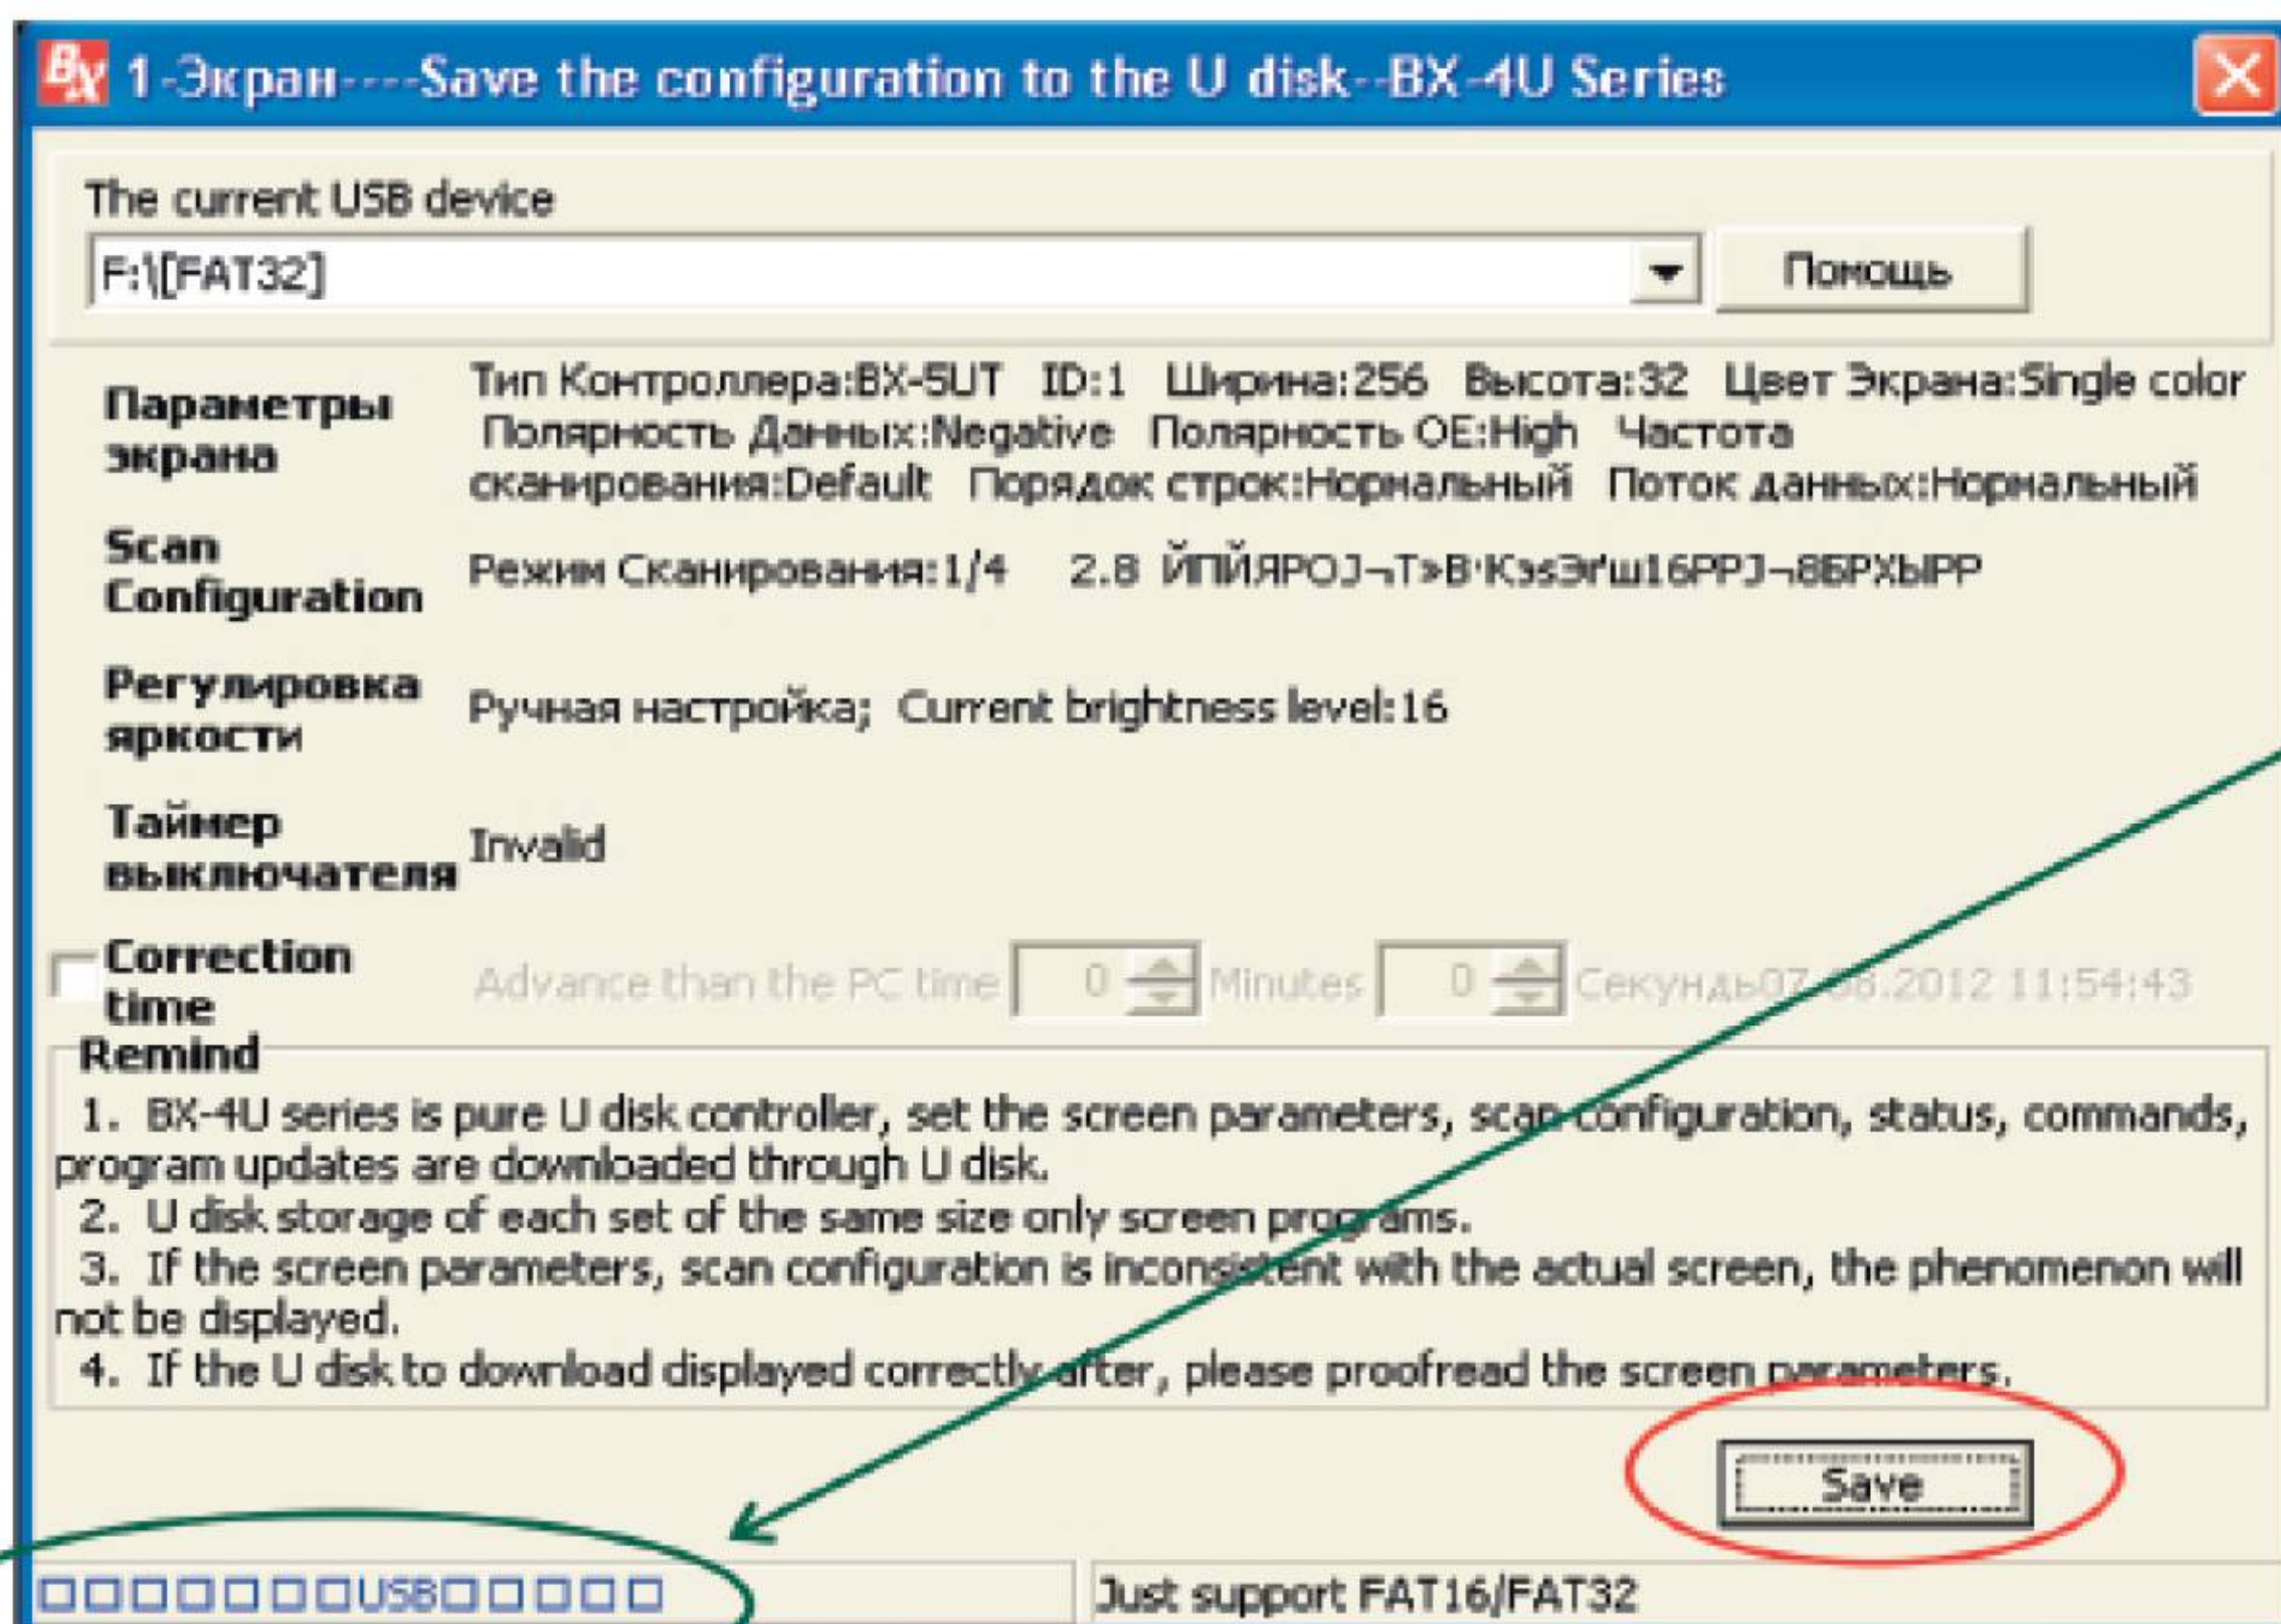 BX 1-Экран----Save the configuration to the U disk--BX-4U Series
The current USB device
F:\[FAT32]
Помощь
Параметры
экрана
Тип Контроллера:BX-5UT ID:1 Ширина:256 Высота:32 Цвет Экрана:Single color
Полярность Данных:Negative Полярность OE:High Частота
сканирования:Default Порядок строк:Нормальный Поток данных:Нормальный
Scan
Configuration
Режим Сканирования:1/4 2.8
Регулировка
яркости
Ручная настройка; Current brightness level:16
Таймер
выключателя
Invalid
Correction
time
Advance than the PC time 0 Minutes 0 Секунды 11:54:43
Remind
1. BX-4U series is pure U disk controller, set the screen parameters, scan configuration, status, commands,
program updates are downloaded through U disk.
2. U disk storage of each set of the same size only screen programs.
3. If the screen parameters, scan configuration is inconsistent with the actual screen, the phenomenon will
not be displayed.
4. If the U disk to download displayed correctly after, please proofread the screen parameters.
Save
□□□□□□□USB□□□□□
Just support FAT16/FAT32